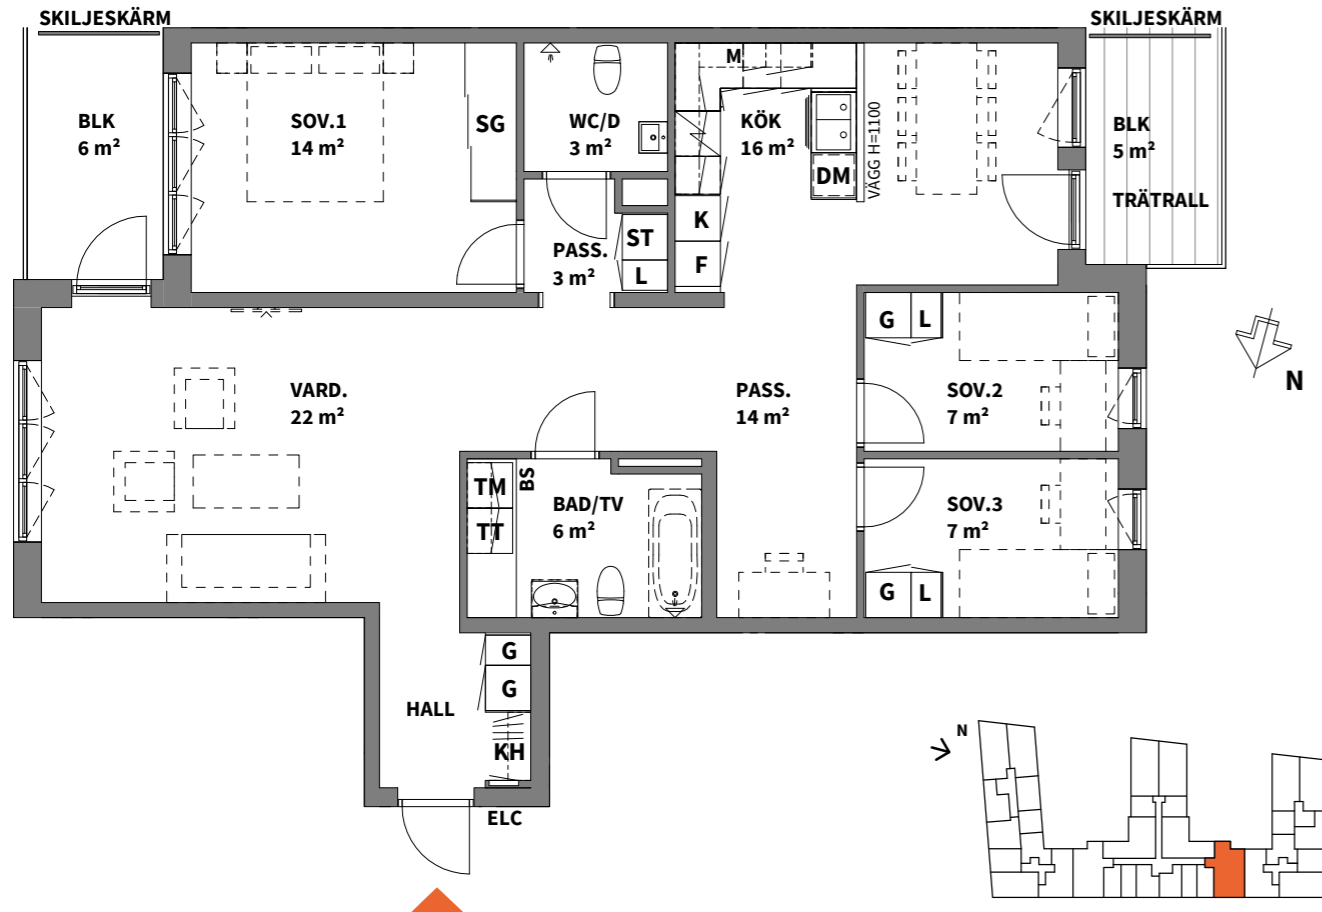 SKILJESKÄRM
SKILJESKÄRM
BLK
6 m²
SOV.1
14 m²
SG
WC/D
3 m²
M
KÖK
16 m²
DM
VÄGG H=1100
BLK
5 m²
TRÄTRALL
K
F
PASS.
3 m²
ST
L
VARD.
22 m²
PASS.
14 m²
G
L
SOV.2
7 m²
N
TM
TT
BS
BAD/TV
6 m²
SOV.3
7 m²
G
L
G
G
HALL
KH
ELC
N